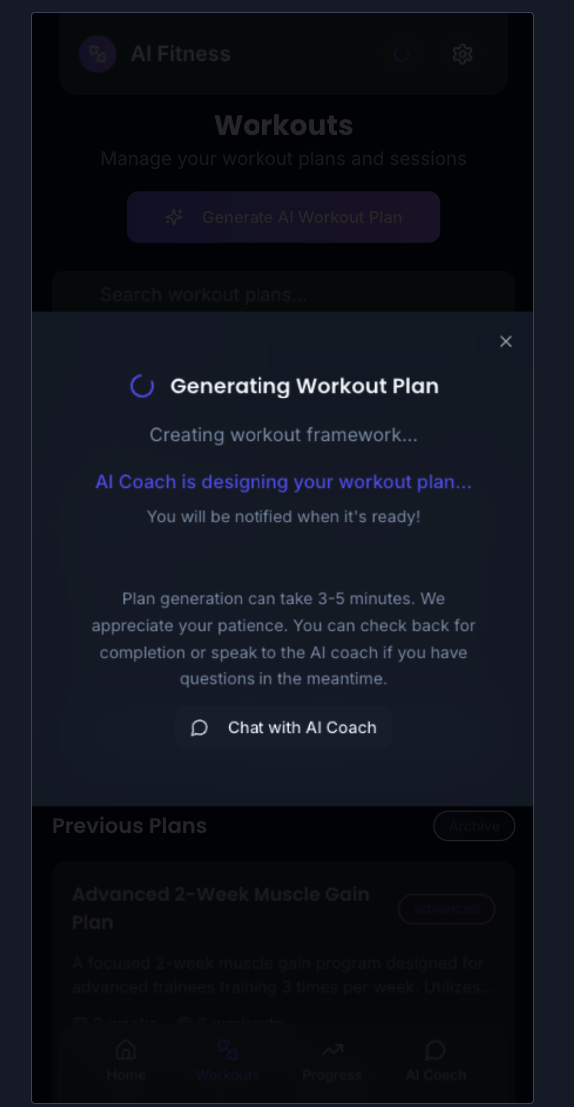 AI Fitness
Workouts
Manage your workout plans and sessions
Generate AI Workout Plan
Search workout plans...
Generating Workout Plan
Creating workout framework...
AI Coach is designing your workout plan...
You will be notified when it's ready!
Plan generation can take 3-5 minutes. We
appreciate your patience. You can check back for
completion or speak to the AI coach if you have
questions in the meantime.
Chat with AI Coach
Previous Plans
Archive
Advanced 2-Week Muscle Gain
Plan
advanced
A focused 2-week muscle gain program designed for
advanced trainees training 3 times per week. Utilizes...
2 weeks 6 workouts
Home
Workouts
Progress
AI Coach